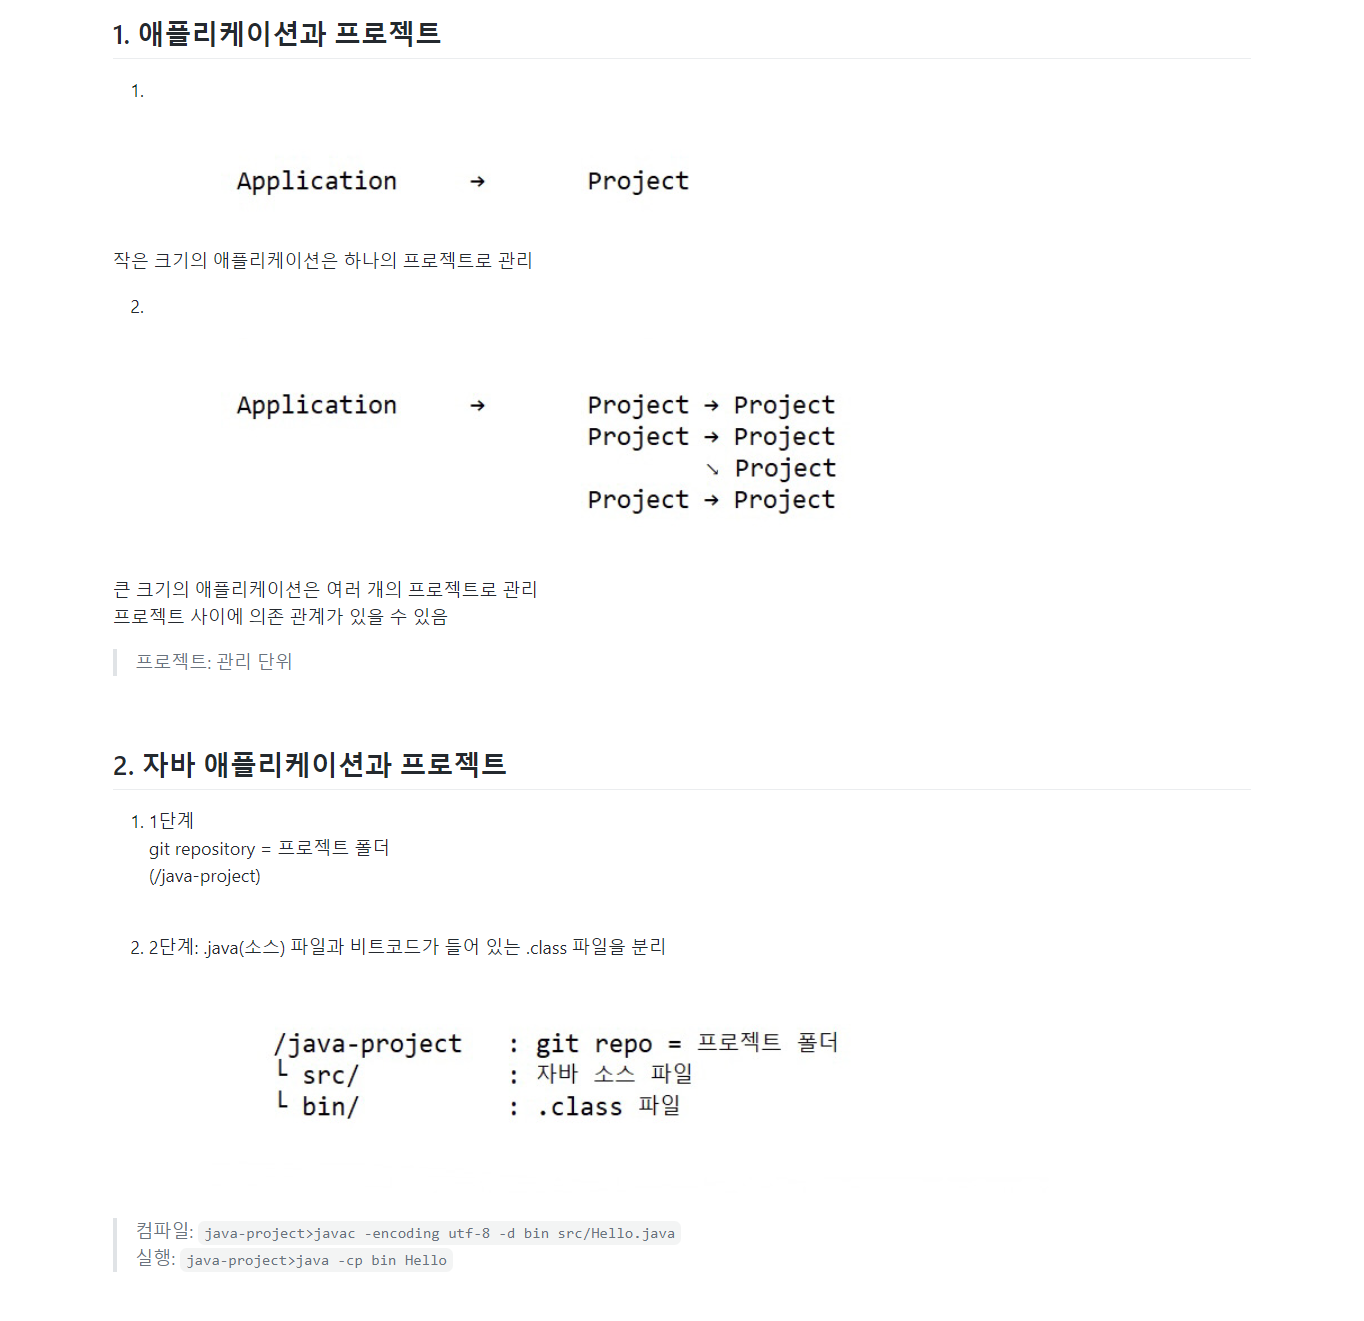 1. 애플리케이션과 프로젝트
1.
Application → Project
작은 크기의 애플리케이션은 하나의 프로젝트로 관리
2.
Application → Project → Project
Project → Project
↘ Project
Project → Project
큰 크기의 애플리케이션은 여러 개의 프로젝트로 관리
프로젝트 사이에 의존 관계가 있을 수 있음
프로젝트: 관리 단위
2. 자바 애플리케이션과 프로젝트
1. 1단계
git repository = 프로젝트 폴더
(/java-project)
2. 2단계: .java(소스) 파일과 비트코드가 들어 있는 .class 파일을 분리
/java-project : git repo = 프로젝트 폴더
└ src/ : 자바 소스 파일
└ bin/ : .class 파일
컴파일: java-project>javac -encoding utf-8 -d bin src/Hello.java
실행: java-project>java -cp bin Hello